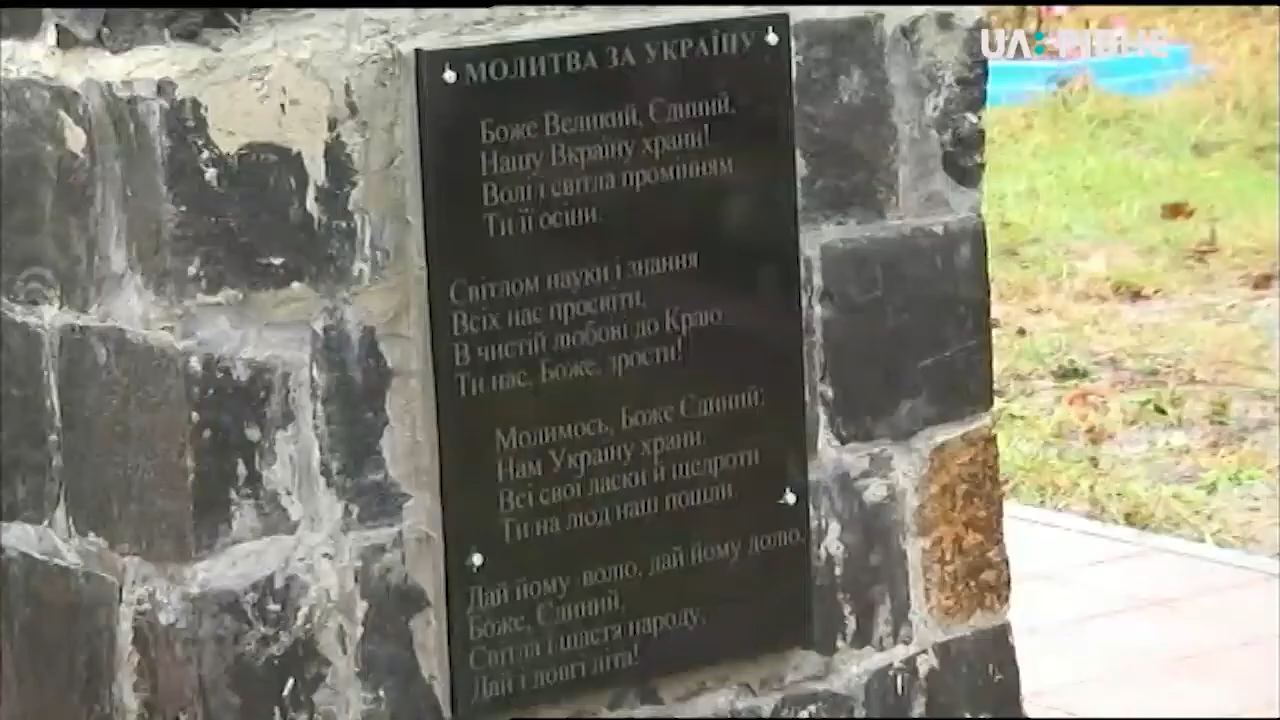 UA:РІВНЕ
МОЛИТВА ЗА УКРАЇНУ
Боже Великий, Єдиний,
Нашу Вкраїну храни!
Волі і світла промінням
Ти її осіни.
Світлом науки і знання
Всіх нас просвіти,
В чистій любові до Краю
Ти нас, Боже, зрости!
Молимось, Боже Єдиний;
Нам Україну храни.
Всі свої ласки й щедроти
Ти на люд наш пошли.
Дай йому волю, дай йому долю,
Боже, Єдиний,
Світла і щастя народу,
Дай і довгі літа!